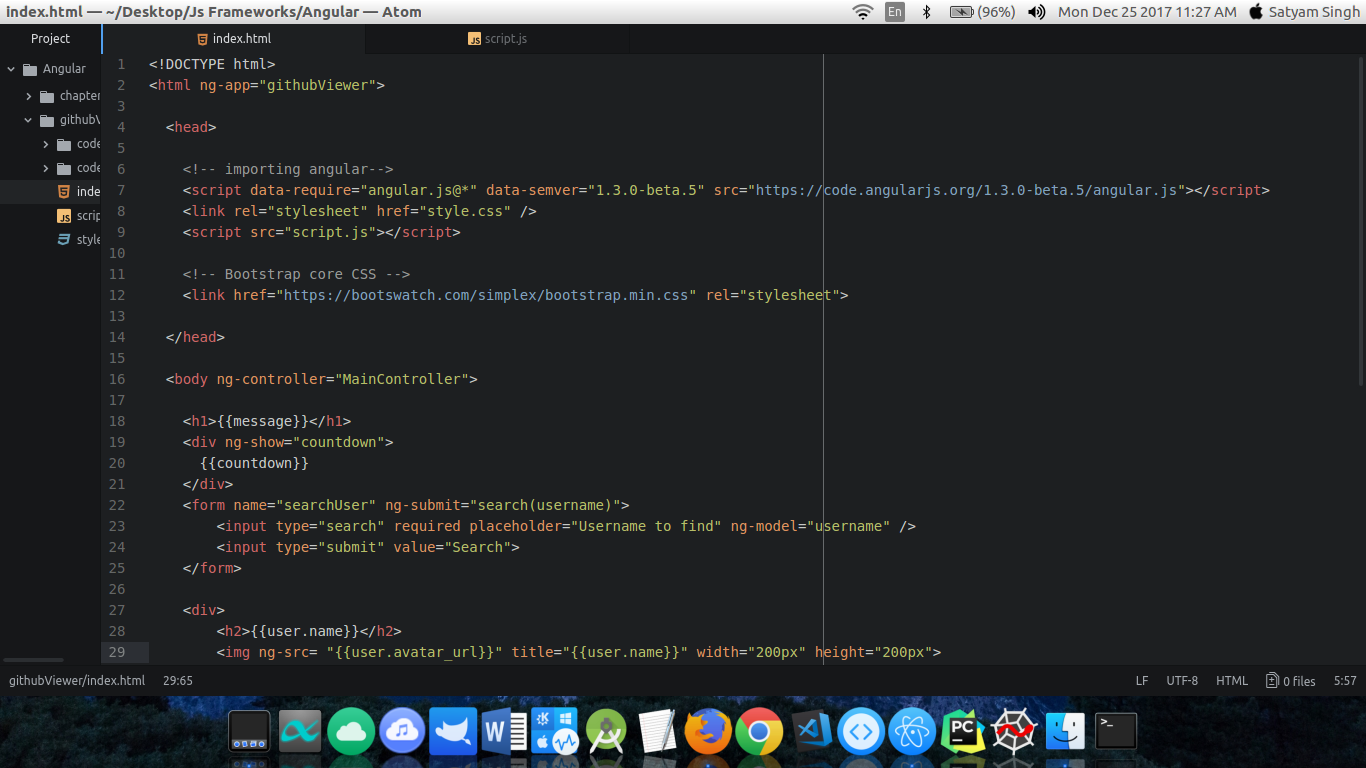 index.html — ~/Desktop/Js Frameworks/Angular — Atom
En
(96%)
Mon Dec 25 2017 11:27 AM
Satyam Singh
Project
index.html
script.js
Angular
chapter
githubV
code
code
inde
scrip
style
1 <!DOCTYPE html>
2 <html ng-app="githubViewer">
3
4 <head>
5
6 <!-- importing angular-->
7 <script data-require="angular.js@*" data-semver="1.3.0-beta.5" src="https://code.angularjs.org/1.3.0-beta.5/angular.js"></script>
8 <link rel="stylesheet" href="style.css" />
9 <script src="script.js"></script>
10
11 <!-- Bootstrap core CSS -->
12 <link href="https://bootswatch.com/simplex/bootstrap.min.css" rel="stylesheet">
13
14 </head>
15
16 <body ng-controller="MainController">
17
18 <h1>{{message}}</h1>
19 <div ng-show="countdown">
20 {{countdown}}
21 </div>
22 <form name="searchUser" ng-submit="search(username)">
23 <input type="search" required placeholder="Username to find" ng-model="username" />
24 <input type="submit" value="Search">
25 </form>
26
27 <div>
28 <h2>{{user.name}}</h2>
29 <img ng-src= "{{user.avatar_url}}" title="{{user.name}}" width="200px" height="200px">
githubViewer/index.html
29:65
LF
UTF-8
HTML
0 files
5:57
W
PC
>_